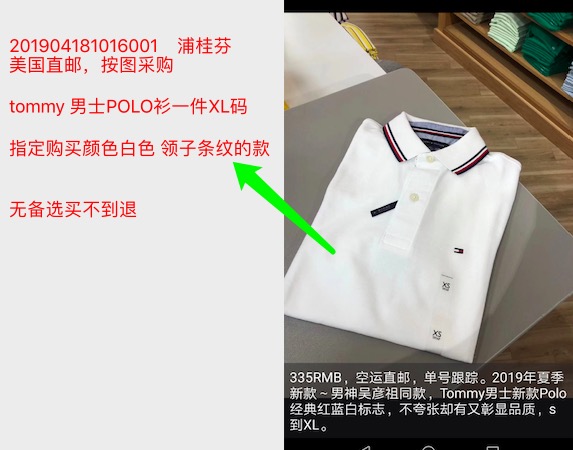 201904181016001 浦桂芬
美国直邮，按图采购
tommy 男士POLO衫一件XL码
指定购买颜色白色 领子条纹的款
无备选买不到退
XS
XS
335RMB，空运直邮，单号跟踪。2019年夏季
新款～男神吴彦祖同款，Tommy男士新款Polo
经典红蓝白标志，不夸张却有又彰显品质，s
到XL。